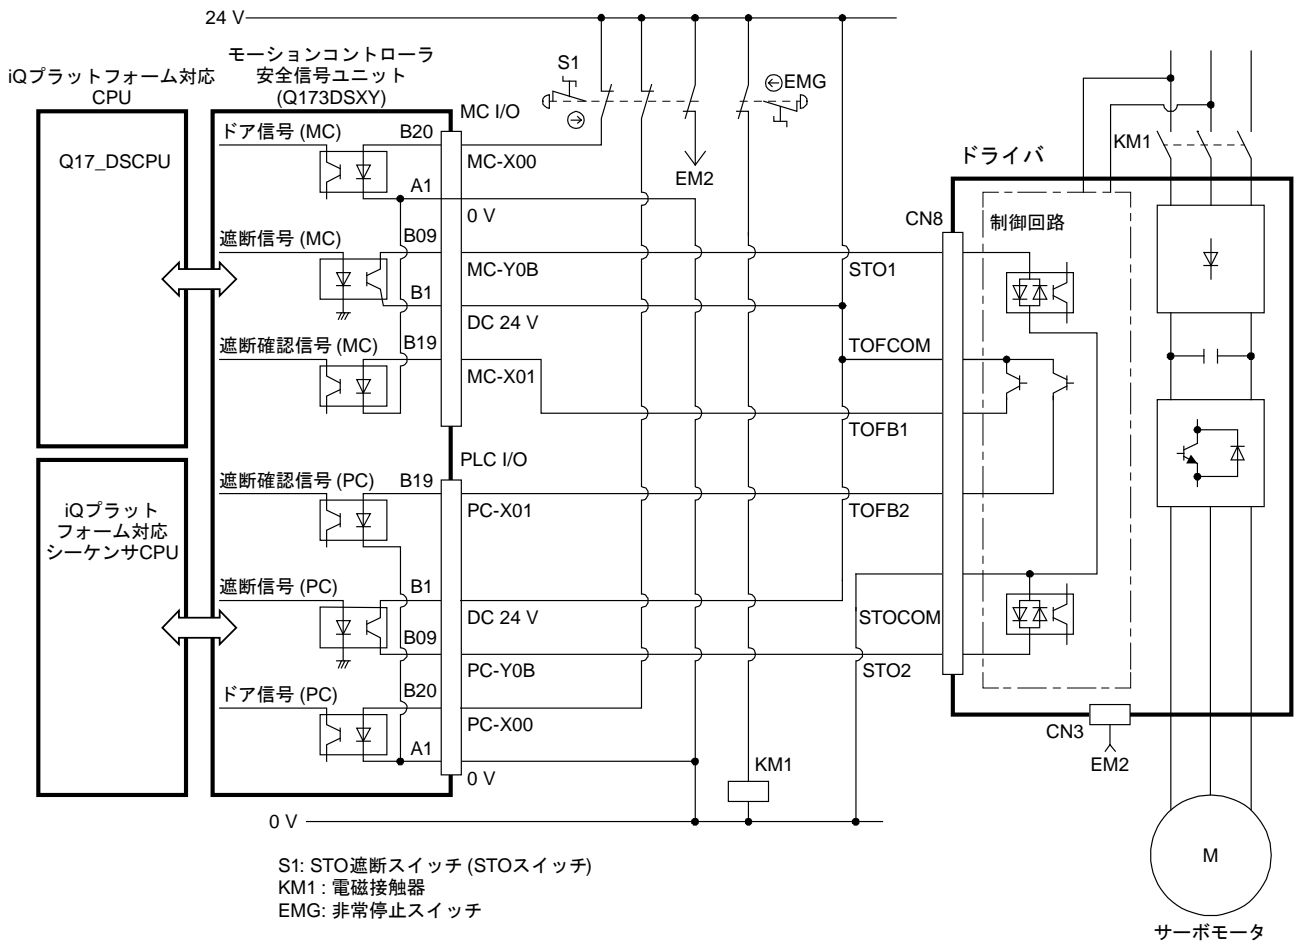 24 V
モーションコントローラ
安全信号ユニット
(Q173DSXY)
iQプラットフォーム対応
CPU
S1
EMG
MC I/O
ドア信号 (MC)
B20
Q17_DSCPU
MC-X00
KM1
ドライバ
A1
EM2
0 V
CN8
制御回路
遮断信号 (MC)
B09
MC-Y0B
STO1
B1
DC 24 V
遮断確認信号 (MC)
B19
TOFCOM
MC-X01
TOFB1
PLC I/O
遮断確認信号 (PC)
B19
iQプラット
フォーム対応
シーケンサCPU
PC-X01
TOFB2
遮断信号 (PC)
B1
DC 24 V
STOCOM
B09
PC-Y0B
STO2
ドア信号 (PC)
B20
PC-X00
CN3
A1
0 V
KM1
EM2
0 V
M
S1: STO遮断スイッチ (STOスイッチ)
KM1 : 電磁接触器
EMG: 非常停止スイッチ
サーボモータ